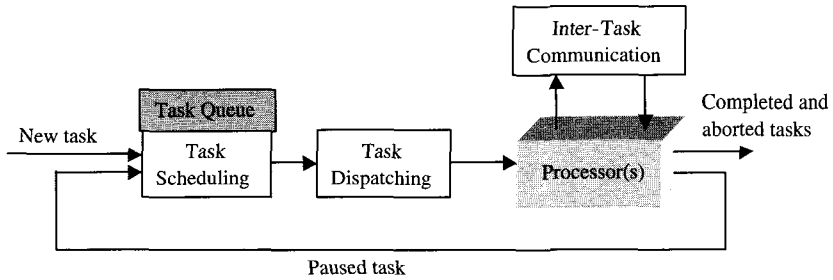 Inter-Task
Communication
Task Queue
Completed and
aborted tasks
New task
Task
Scheduling
Task
Dispatching
Processor(s)
Paused task